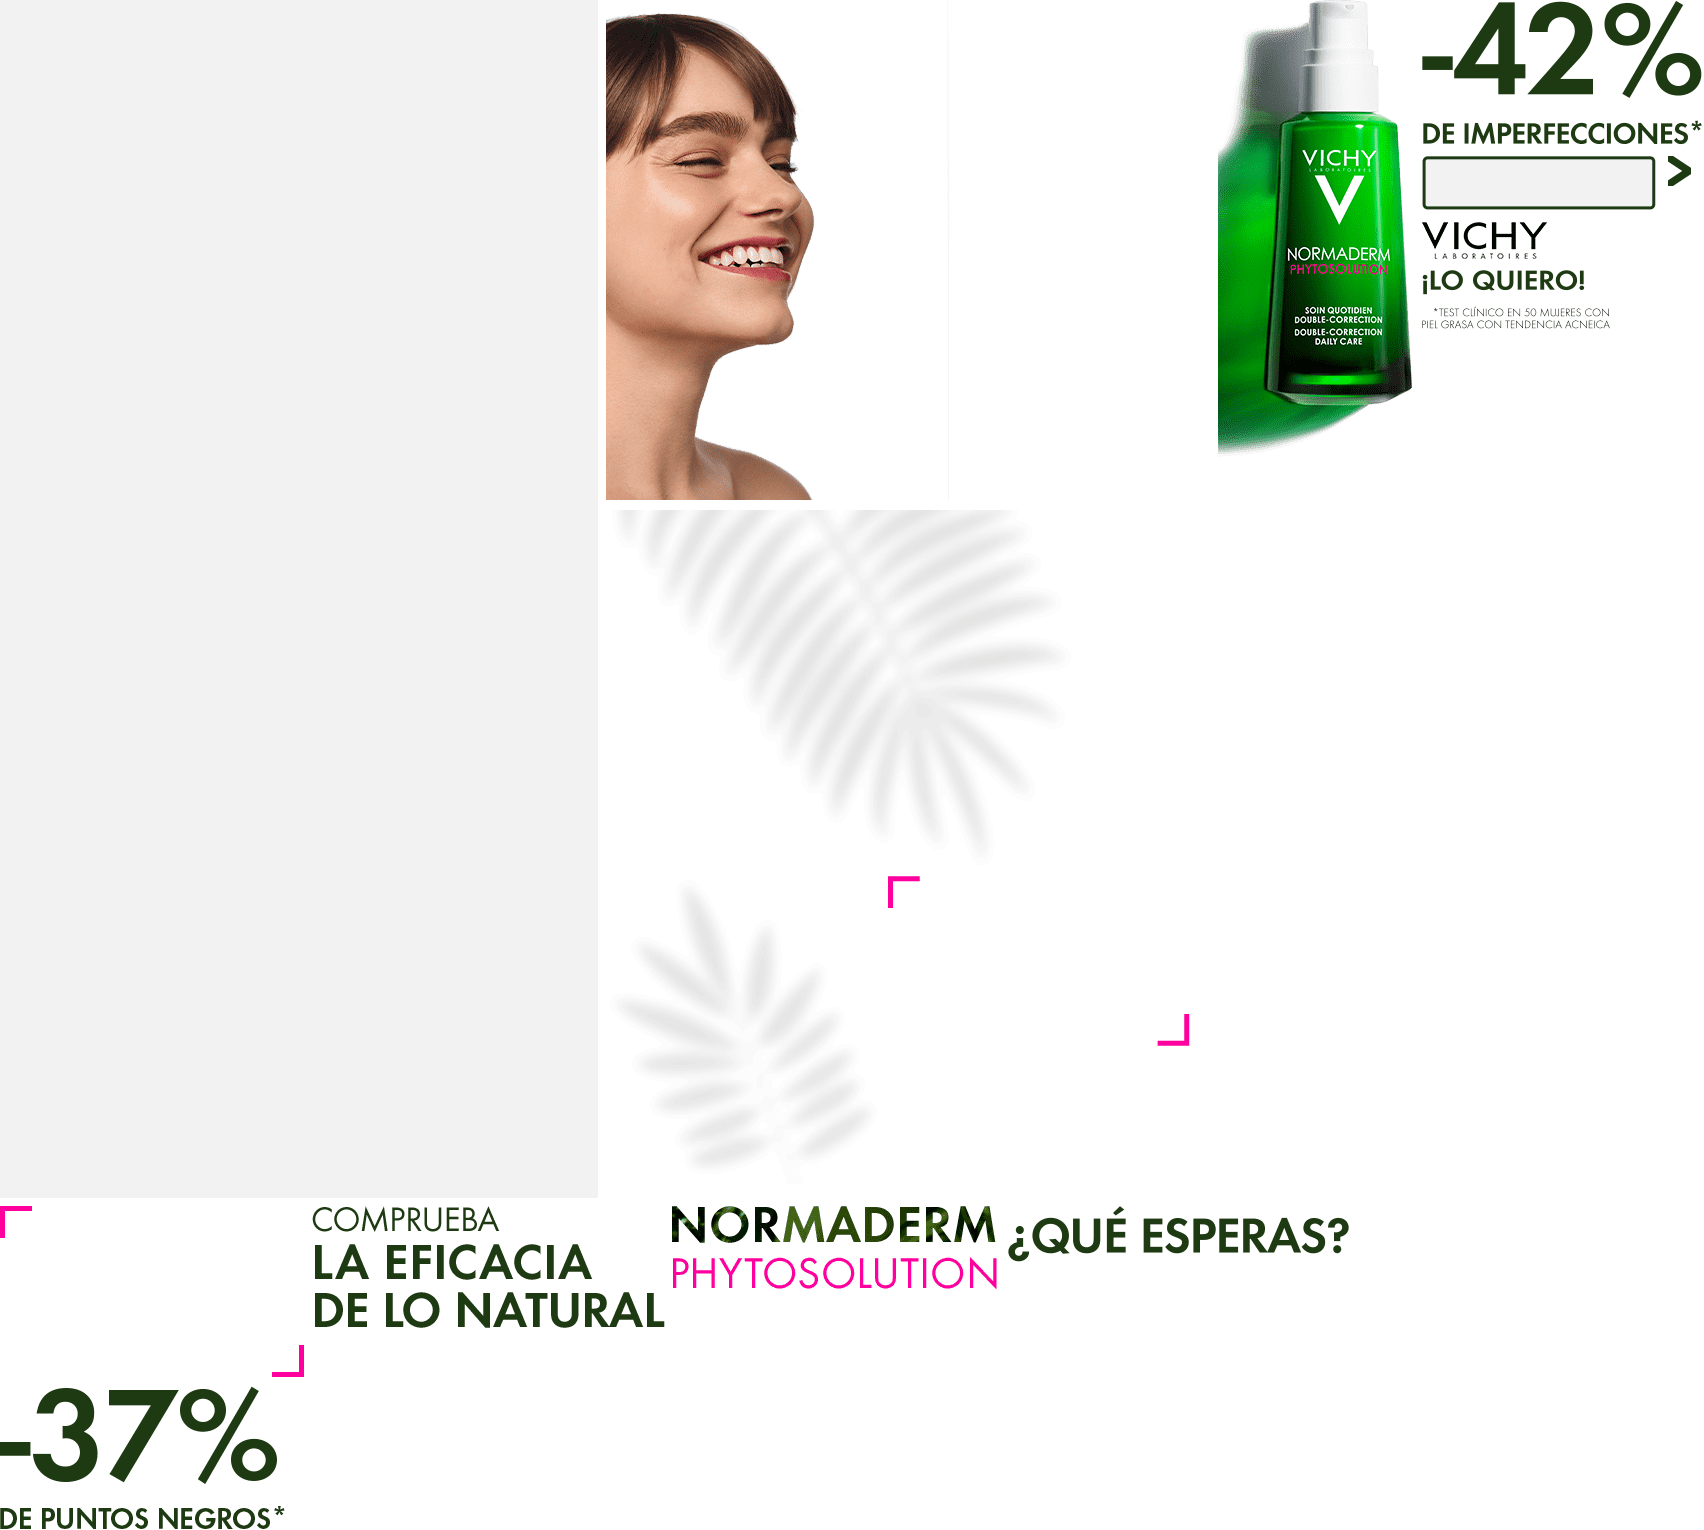 -42%
DE IMPERFECCIONES*
>
VICHY
LABORATOIRES
¡LO QUIERO!
*TEST CLÍNICO EN 50 MUJERES CON
PIEL GRASA CON TENDENCIA ACNEICA
VICHY
LABORATOIRES
V
NORMADERM
PHYTOSOLUTION
SOIN QUOTIDIEN
DOUBLE-CORRECTION
DOUBLE-CORRECTION
DAILY CARE
COMPRUEBA
LA EFICACIA
DE LO NATURAL
NORMADERM
PHYTOSOLUTION
¿QUÉ ESPERAS?
-37%
DE PUNTOS NEGROS*